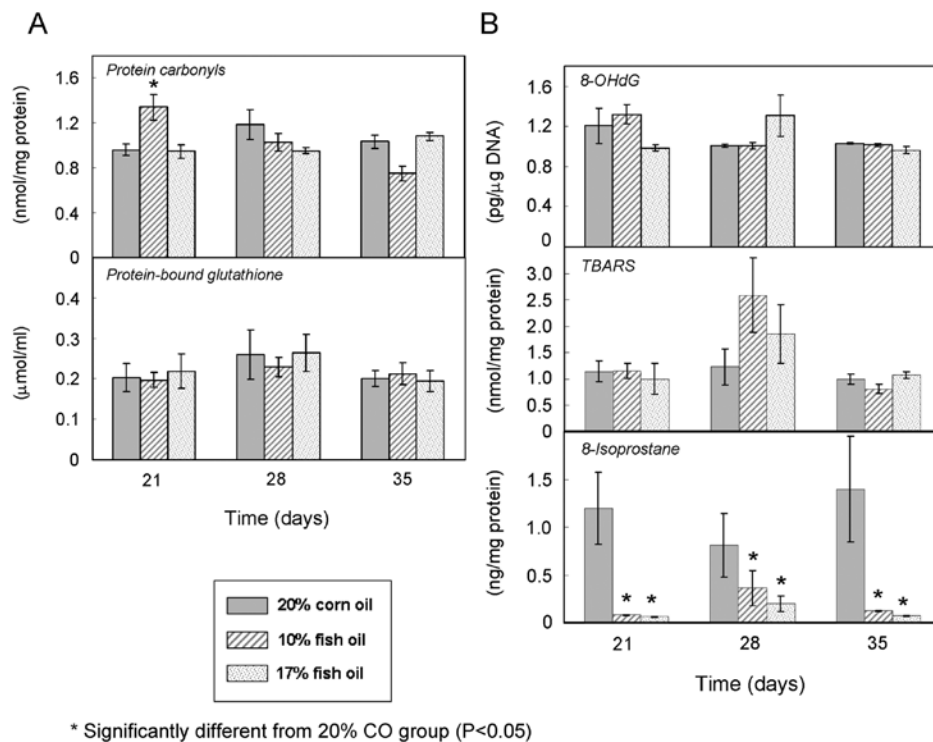 A
Protein carbonyls
*
1.6
1.2
0.8
0.4
0
(nmol/mg protein)
Protein-bound glutathione
0.4
0.3
0.2
0.1
0
(μmol/ml)
21 28 35
Time (days)
B
8-OHdG
1.6
1.2
0.8
0.4
0
(pg/μg DNA)
TBARS
3.0
2.5
2.0
1.5
1.0
0.5
0.0
(nmol/mg protein)
8-Isoprostane
1.5
1.0
0.5
0
(ng/mg protein)
* * * * * *
21 28 35
Time (days)
20% corn oil
10% fish oil
17% fish oil
* Significantly different from 20% CO group (P<0.05)